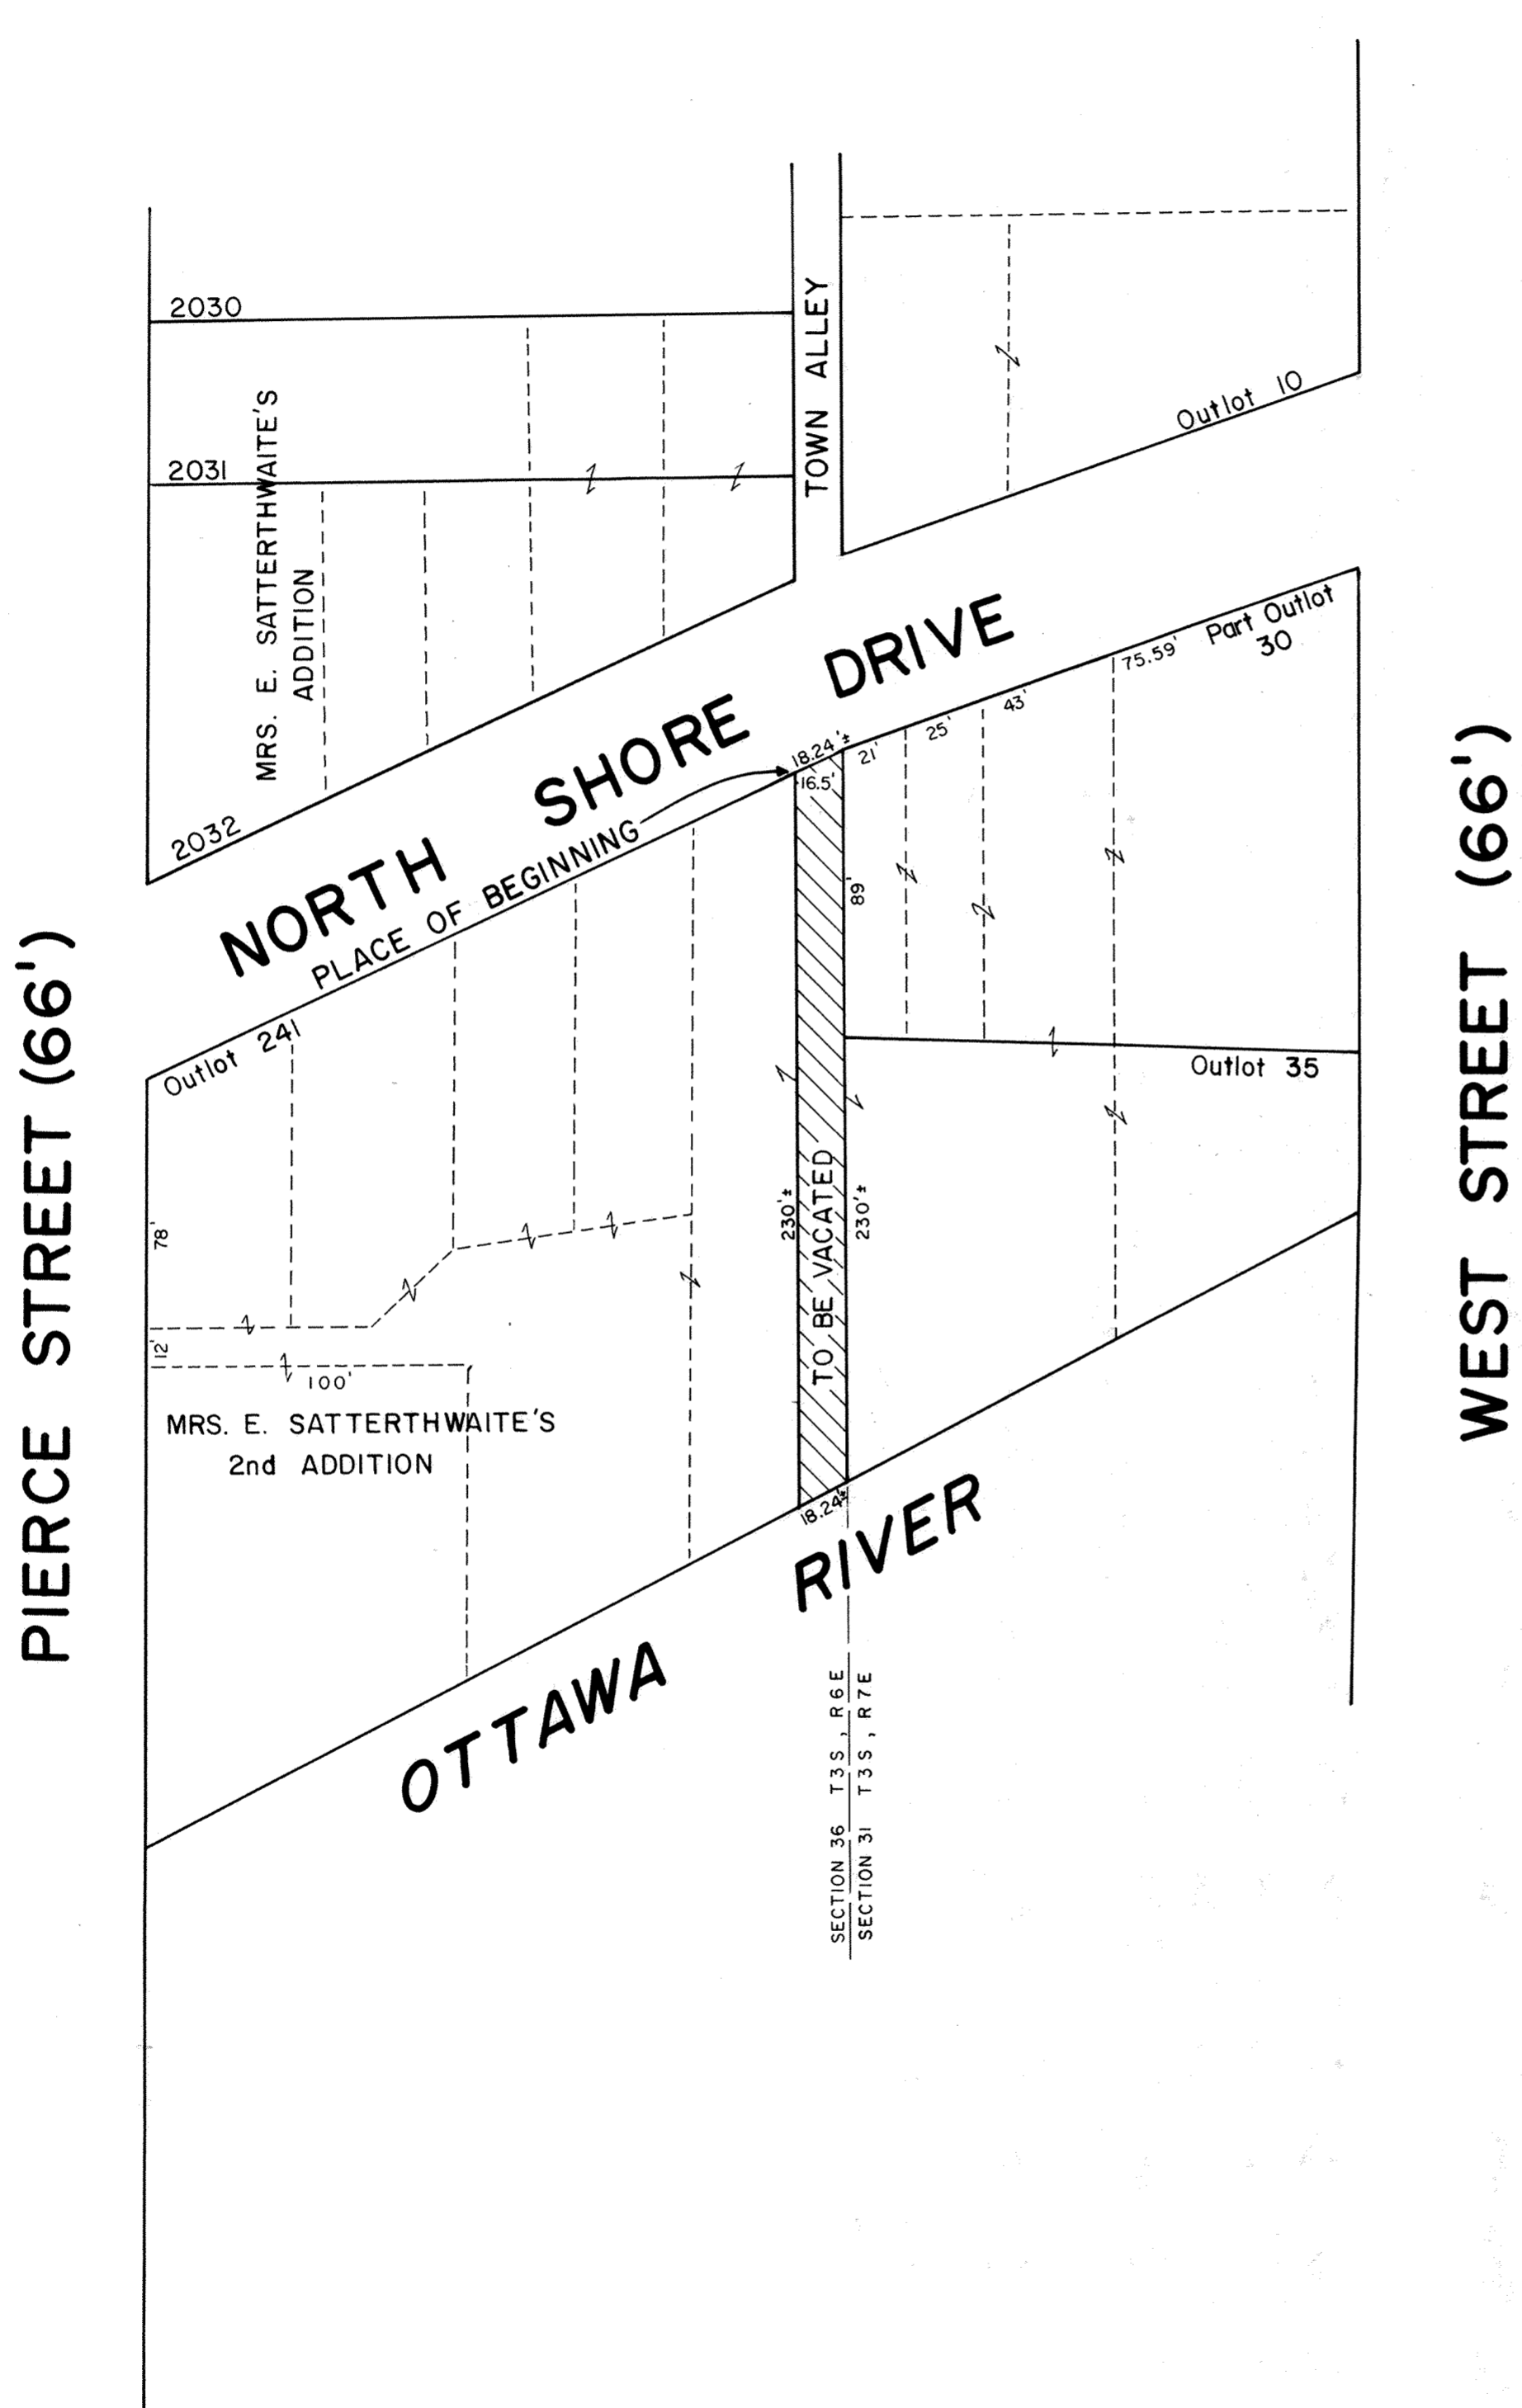 2030
TOWN ALLEY
Outlot 10
2031
MRS. E. SATTERTHWAITE'S
ADDITION
2032
NORTH SHORE DRIVE
PLACE OF BEGINNING
Part Outlot
30
75.59'
43'
25'
21'
18.24'±
16.5'
89'
Outlot 241
Outlot 35
PIERCE STREET (66')
WEST STREET (66')
78'
12'
100'
230'±
TO BE VACATED
230'±
MRS. E. SATTERTHWAITE'S
2nd ADDITION
18.24'±
OTTAWA RIVER
SECTION 36 T3S, R6E
SECTION 31 T3S, R7E